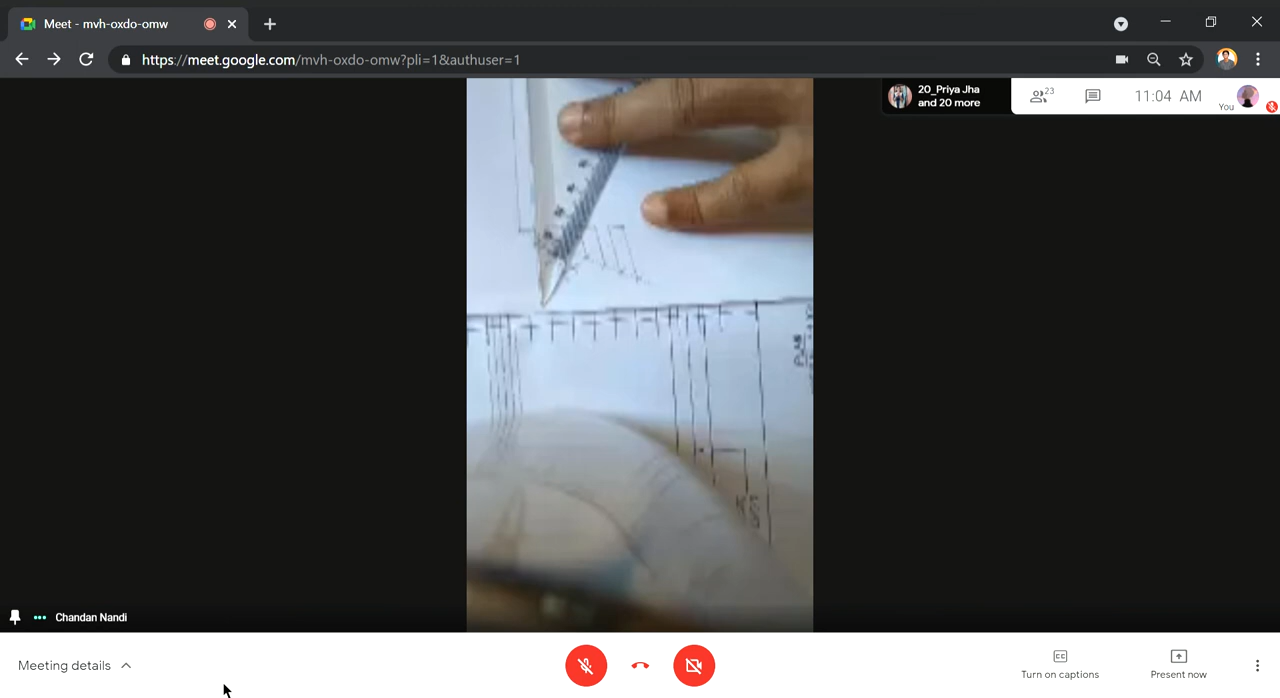 Meet - mvh-oxdo-omw
https://meet.google.com/mvh-oxdo-omw?pli=1&authuser=1
20_Priya Jha
and 20 more
23
11:04 AM
You
Chandan Nandi
Meeting details
CC
Turn on captions
Present now